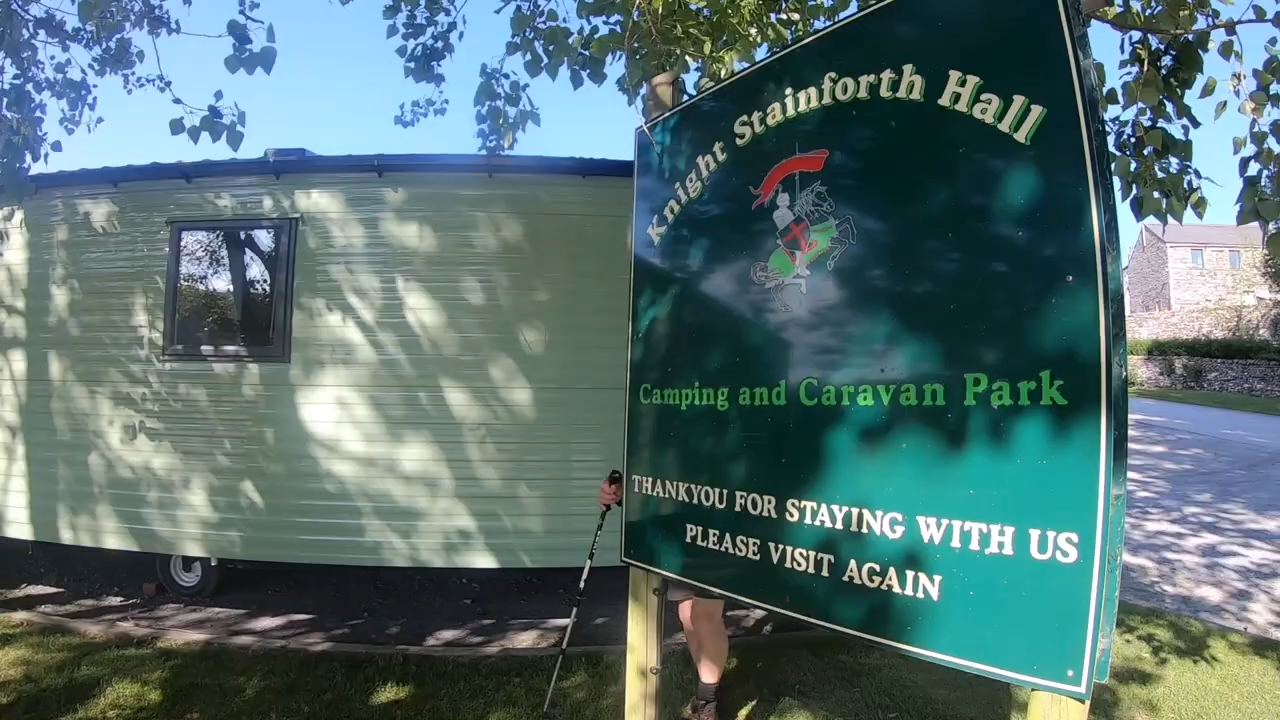 Knight Stainforth Hall
Camping and Caravan Park
THANKYOU FOR STAYING WITH US
PLEASE VISIT AGAIN